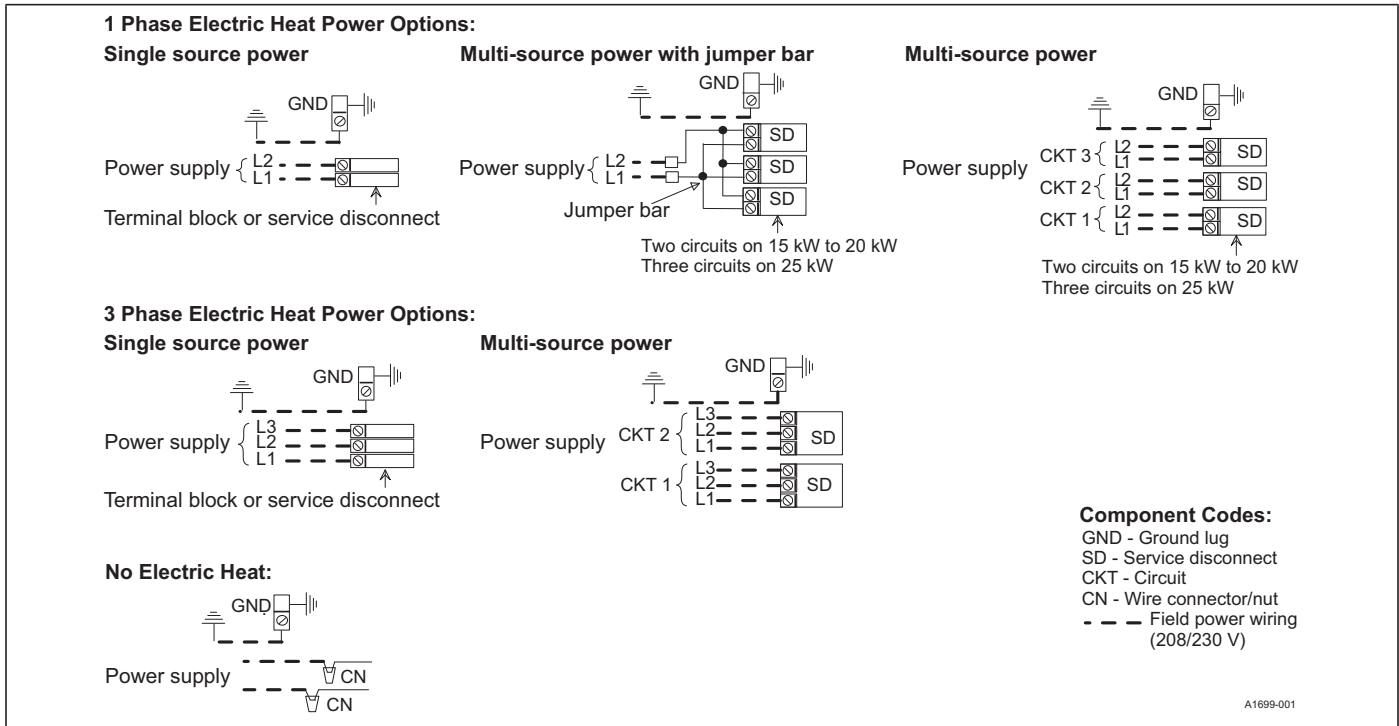 1 Phase Electric Heat Power Options:
Single source power
GND
Power supply
L2
L1
Terminal block or service disconnect
Multi-source power with jumper bar
GND
SD
Power supply
L2
L1
SD
SD
Jumper bar
Two circuits on 15 kW to 20 kW
Three circuits on 25 kW
Multi-source power
GND
Power supply
CKT 3
L2
L1
SD
CKT 2
L2
L1
SD
CKT 1
L2
L1
SD
Two circuits on 15 kW to 20 kW
Three circuits on 25 kW
3 Phase Electric Heat Power Options:
Single source power
GND
Power supply
L3
L2
L1
Terminal block or service disconnect
Multi-source power
GND
Power supply
CKT 2
L3
L2
L1
SD
CKT 1
L3
L2
L1
SD
No Electric Heat:
GND
Power supply
CN
CN
Component Codes:
GND - Ground lug
SD - Service disconnect
CKT - Circuit
CN - Wire connector/nut
Field power wiring
(208/230 V)
A1699-001